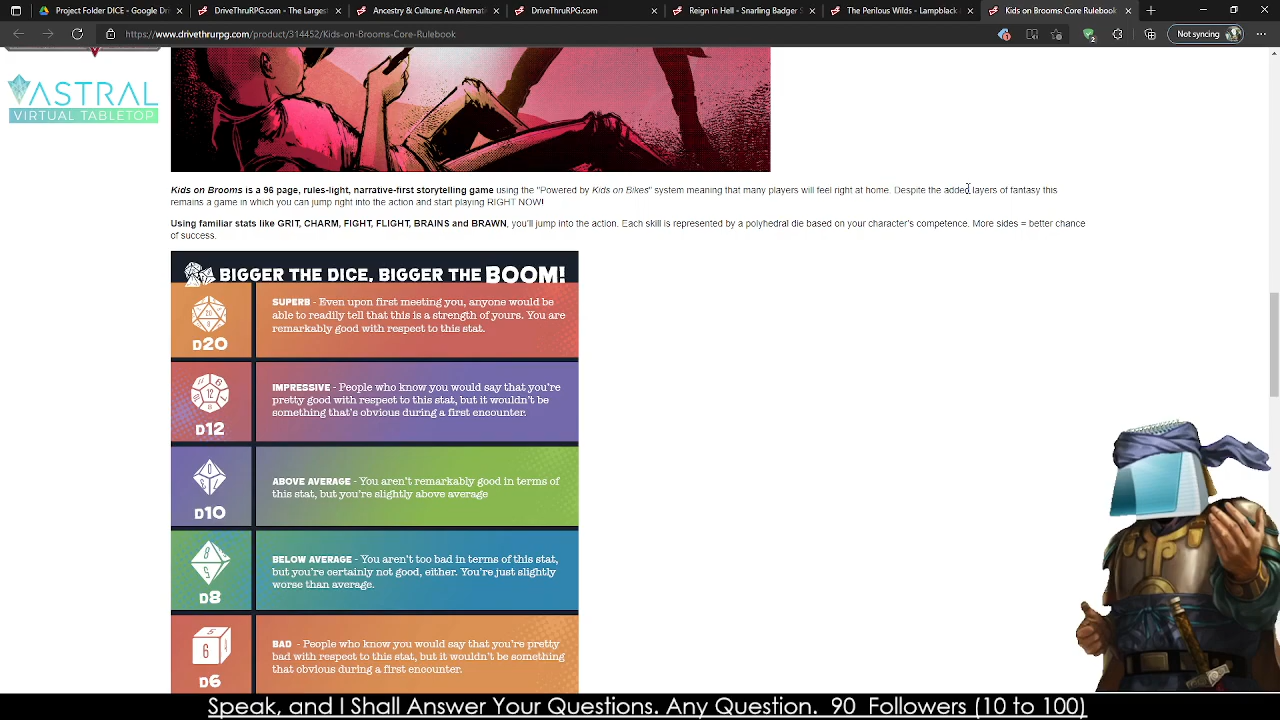 Project Folder DICE - Google Dr
DriveThruRPG.com - The Largest
Ancestry & Culture: An Alternati
DriveThruRPG.com
Reign in Hell - Snarling Badger S
The Perilous Wilds - Lampblack
Kids on Brooms: Core Rulebook
https://www.drivethrurpg.com/product/314452/Kids-on-Brooms-Core-Rulebook
Not syncing
ASTRAL
VIRTUAL TABLETOP
Kids on Brooms is a 96 page, rules-light, narrative-first storytelling game using the "Powered by Kids on Bikes" system meaning that many players will feel right at home. Despite the added layers of fantasy this
remains a game in which you can jump right into the action and start playing RIGHT NOW!
Using familiar stats like GRIT, CHARM, FIGHT, FLIGHT, BRAINS and BRAWN, you'll jump into the action. Each skill is represented by a polyhedral die based on your character's competence. More sides = better chance
of success.
BIGGER THE DICE, BIGGER THE BOOM!
SUPERB - Even upon first meeting you, anyone would be
able to readily tell that this is a strength of yours. You are
remarkably good with respect to this stat.
D20
IMPRESSIVE - People who know you would say that you're
pretty good with respect to this stat, but it wouldn't be
something that's obvious during a first encounter.
D12
ABOVE AVERAGE - You aren't remarkably good in terms of
this stat, but you're slightly above average
D10
BELOW AVERAGE - You aren't too bad in terms of this stat,
but you're certainly not good, either. You're just slightly
worse than average.
D8
BAD - People who know you would say that you're pretty
bad with respect to this stat, but it wouldn't be something
that obvious during a first encounter.
D6
Speak, and I Shall Answer Your Questions. Any Question. 90 Followers (10 to 100)